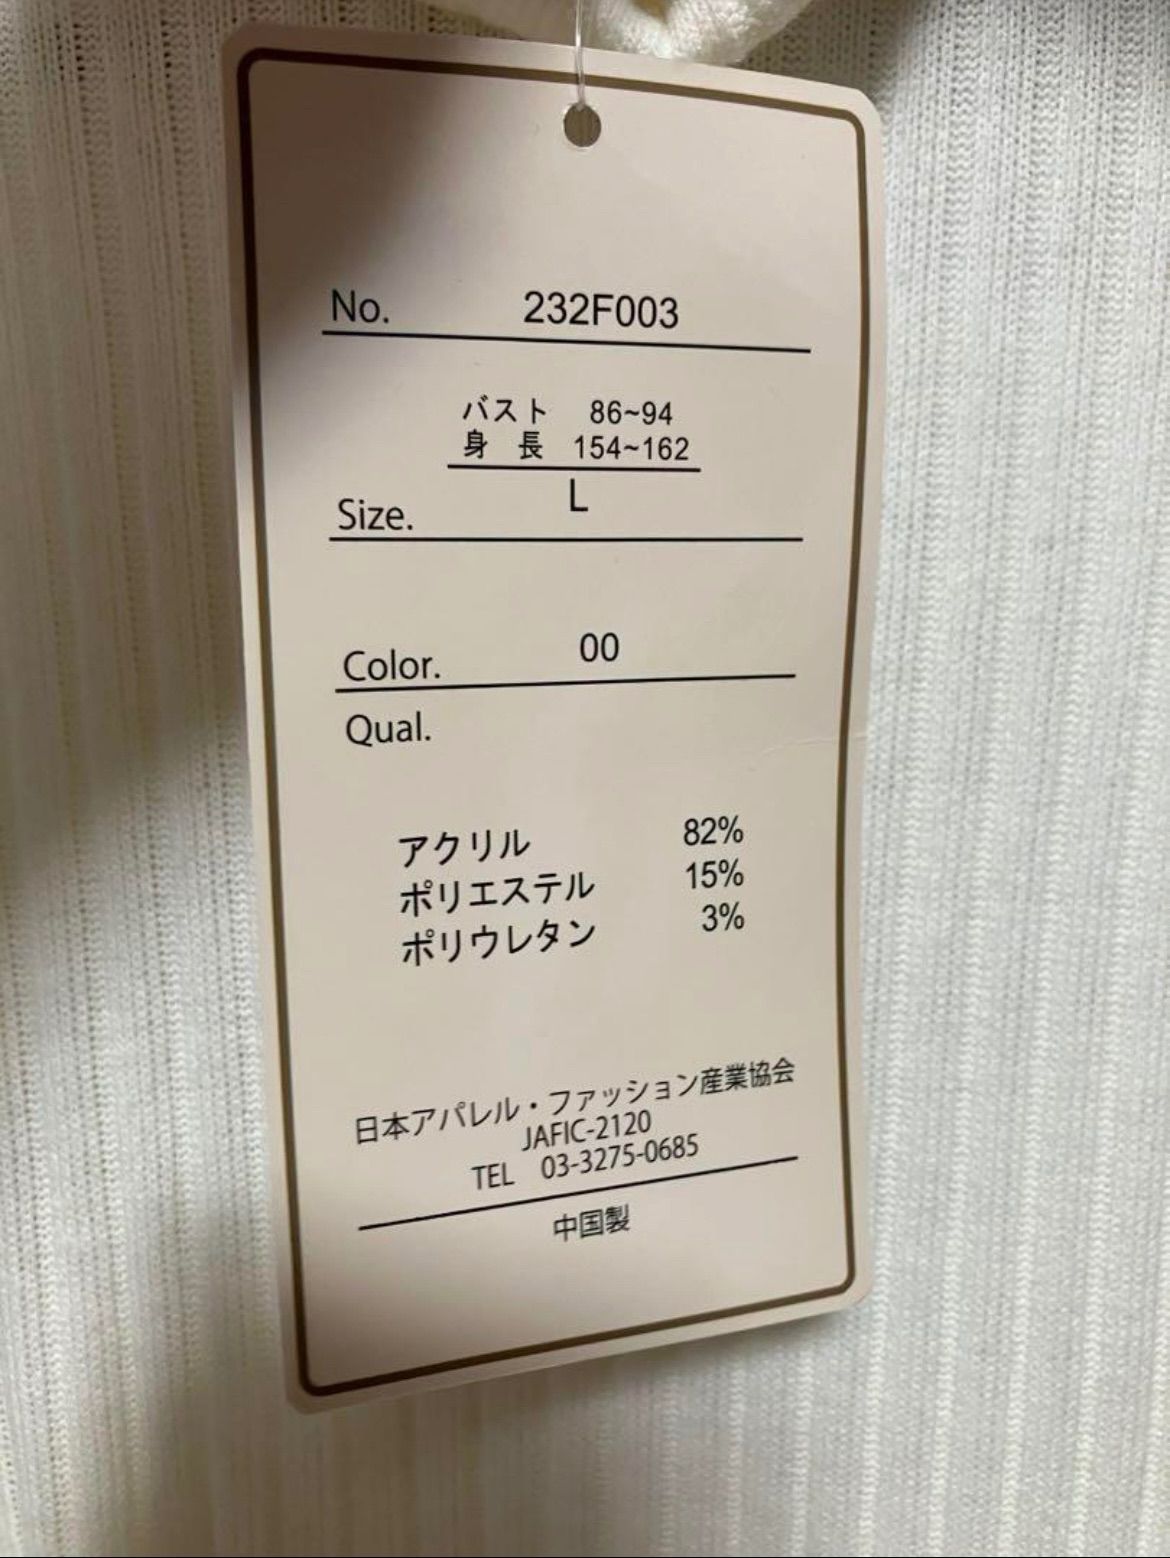 No. 232F003
バスト 86~94
身 長 154~162
Size. L
Color. 00
Qual.
アクリル 82%
ポリエステル 15%
ポリウレタン 3%
日本アパレル・ファッション産業協会
JAFIC-2120
TEL 03-3275-0685
中国製